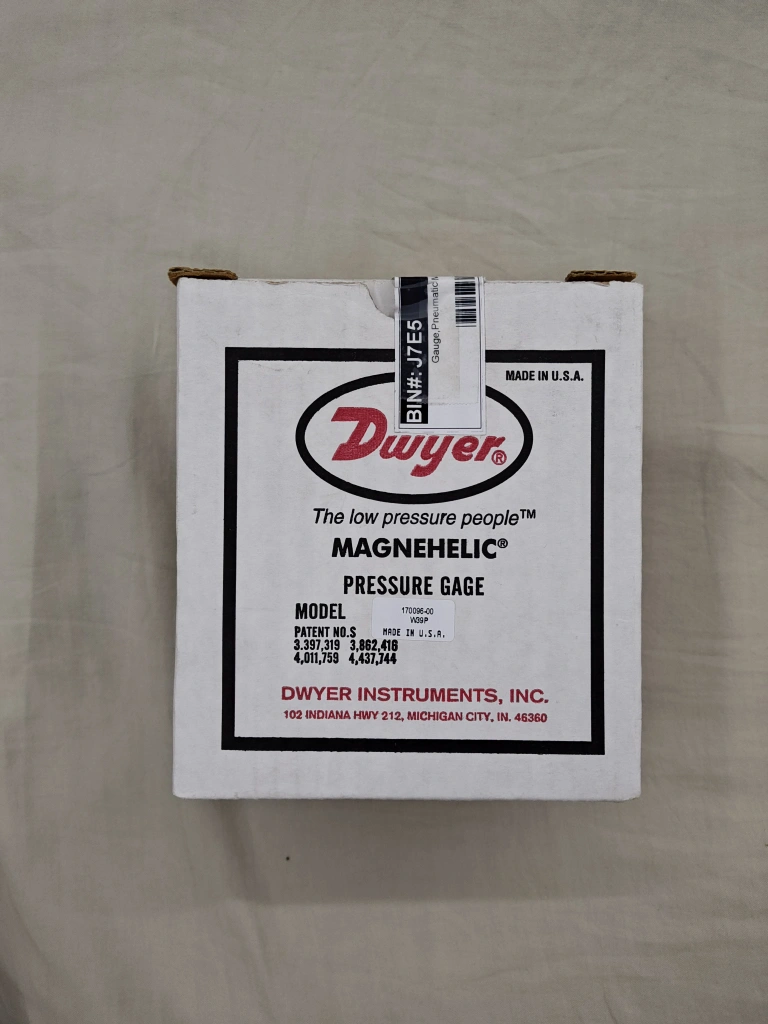 BIN#: J7E5
Gauge,Pneumatic
MADE IN U.S.A.
Dwyer®
The low pressure people™
MAGNEHELIC®
PRESSURE GAGE
MODEL
170096-00
W39P
MADE IN U.S.A.
PATENT NO.S
3.397,319 3,862,416
4,011,759 4,437,744
DWYER INSTRUMENTS, INC.
102 INDIANA HWY 212, MICHIGAN CITY, IN. 46360